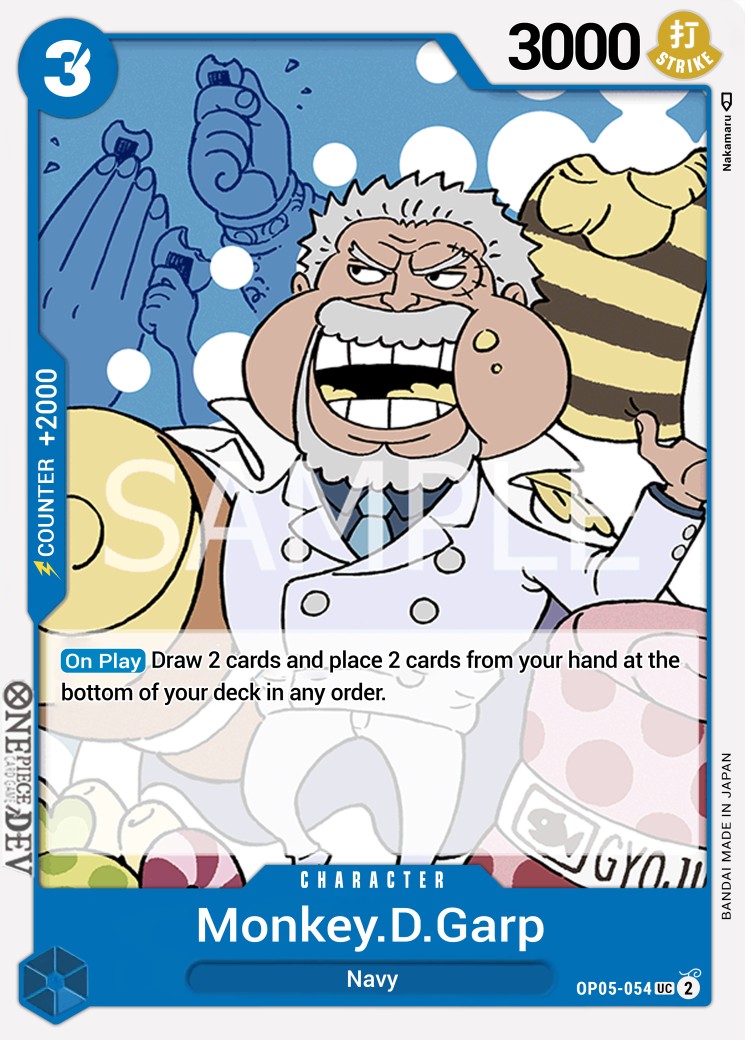 3
3000
打
STRIKE
Nakamaru
COUNTER +2000
SAMPLE
On Play Draw 2 cards and place 2 cards from your hand at the
bottom of your deck in any order.
ONE PIECE
CARD GAME
DEV
GYOJU
BANDAI MADE IN JAPAN
CHARACTER
Monkey.D.Garp
Navy
OP05-054 UC 2